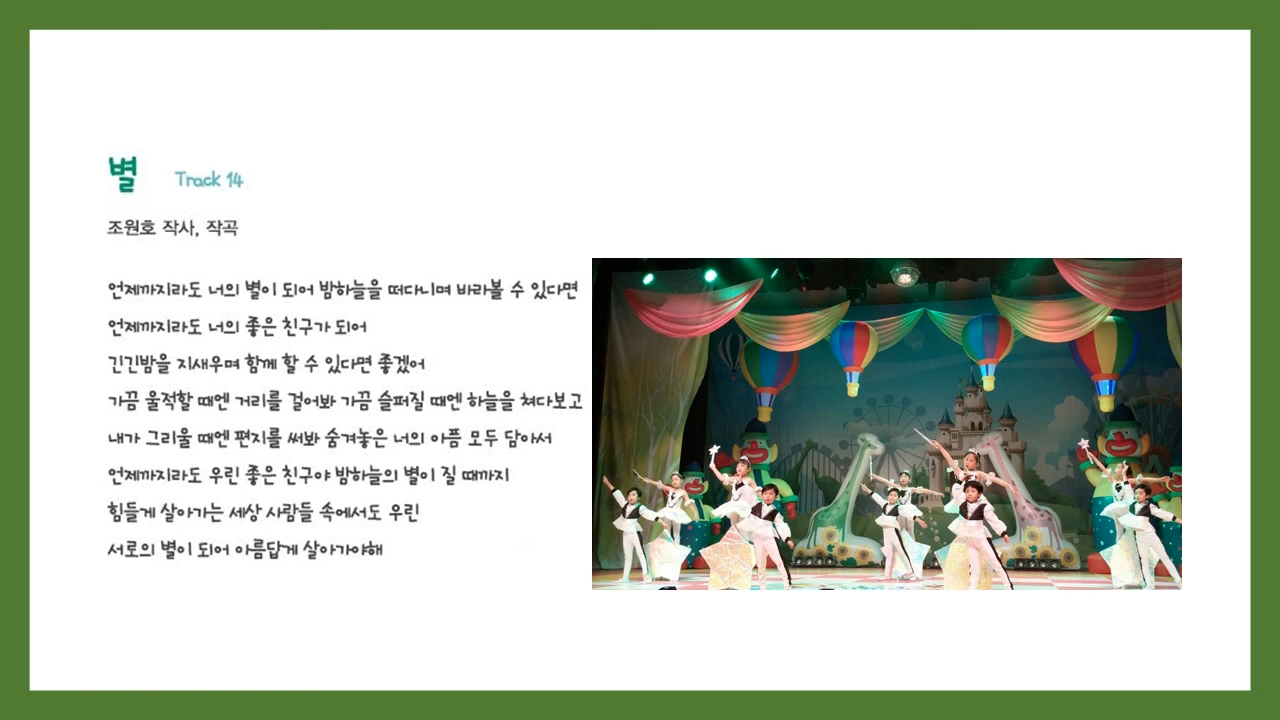 별 Track 14
조원호 작사, 작곡
언제까지라도 너의 별이 되어 밤하늘을 떠다니며 바라볼 수 있다면
언제까지라도 너의 좋은 친구가 되어
긴긴밤을 지새우며 함께 할 수 있다면 좋겠어
가끔 울적할 때엔 거리를 걸어봐 가끔 슬퍼질 때엔 하늘을 쳐다보고
내가 그리울 때엔 편지를 써봐 숨겨놓은 너의 아픔 모두 담아서
언제까지라도 우린 좋은 친구야 밤하늘의 별이 질 때까지
힘들게 살아가는 세상 사람들 속에서도 우린
서로의 별이 되어 아름답게 살아가야해